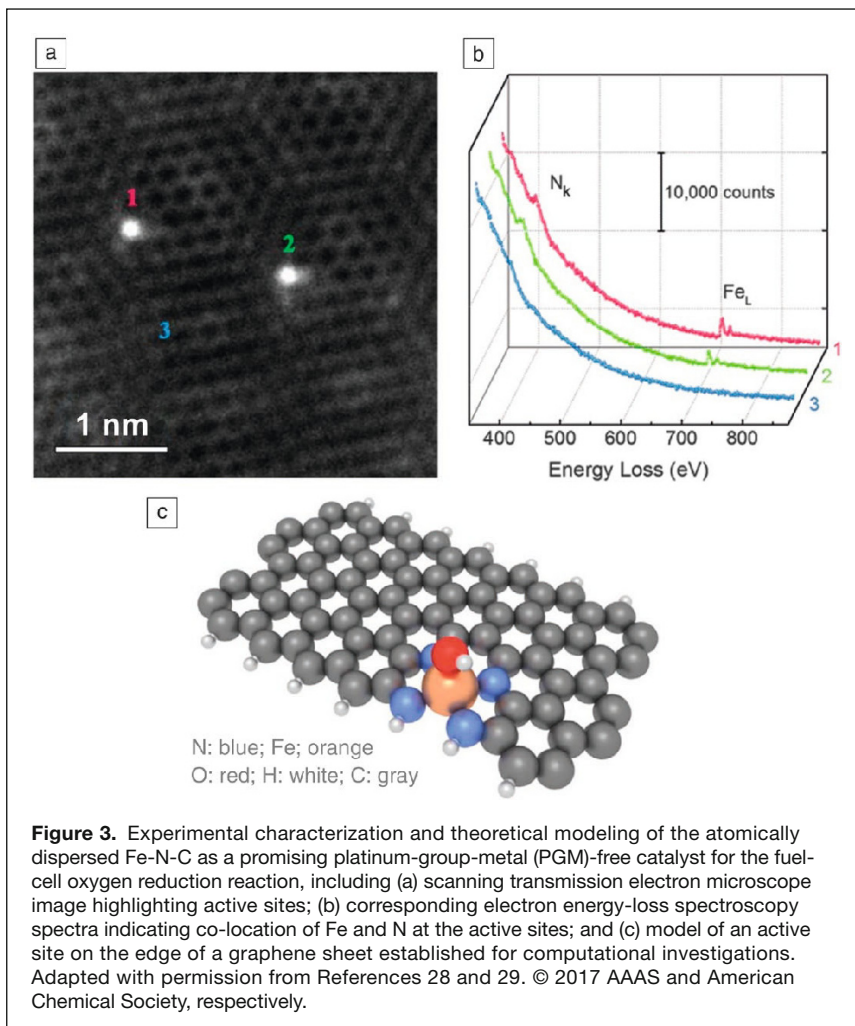 a
1
2
3
1 nm
b
N_K
10,000 counts
Fe_L
1
2
3
400 500 600 700 800
Energy Loss (eV)
c
N: blue; Fe; orange
O: red; H: white; C: gray
Figure 3. Experimental characterization and theoretical modeling of the atomically
dispersed Fe-N-C as a promising platinum-group-metal (PGM)-free catalyst for the fuel-
cell oxygen reduction reaction, including (a) scanning transmission electron microscope
image highlighting active sites; (b) corresponding electron energy-loss spectroscopy
spectra indicating co-location of Fe and N at the active sites; and (c) model of an active
site on the edge of a graphene sheet established for computational investigations.
Adapted with permission from References 28 and 29. © 2017 AAAS and American
Chemical Society, respectively.